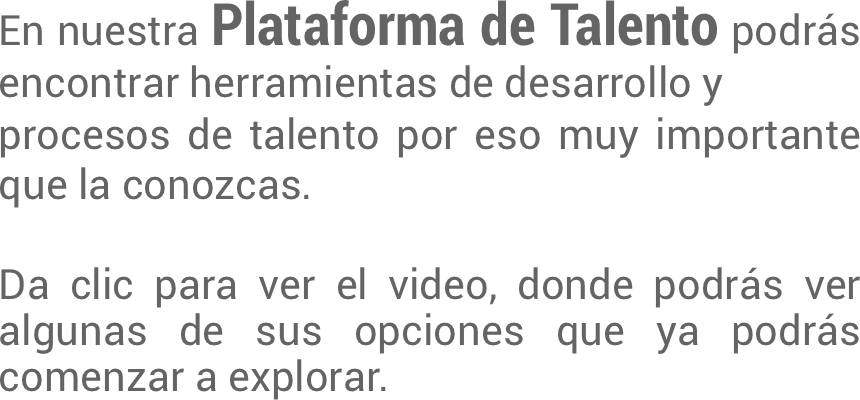 En nuestra Plataforma de Talento podrás
encontrar herramientas de desarrollo y
procesos de talento por eso muy importante
que la conozcas.
Da clic para ver el video, donde podrás ver
algunas de sus opciones que ya podrás
comenzar a explorar.